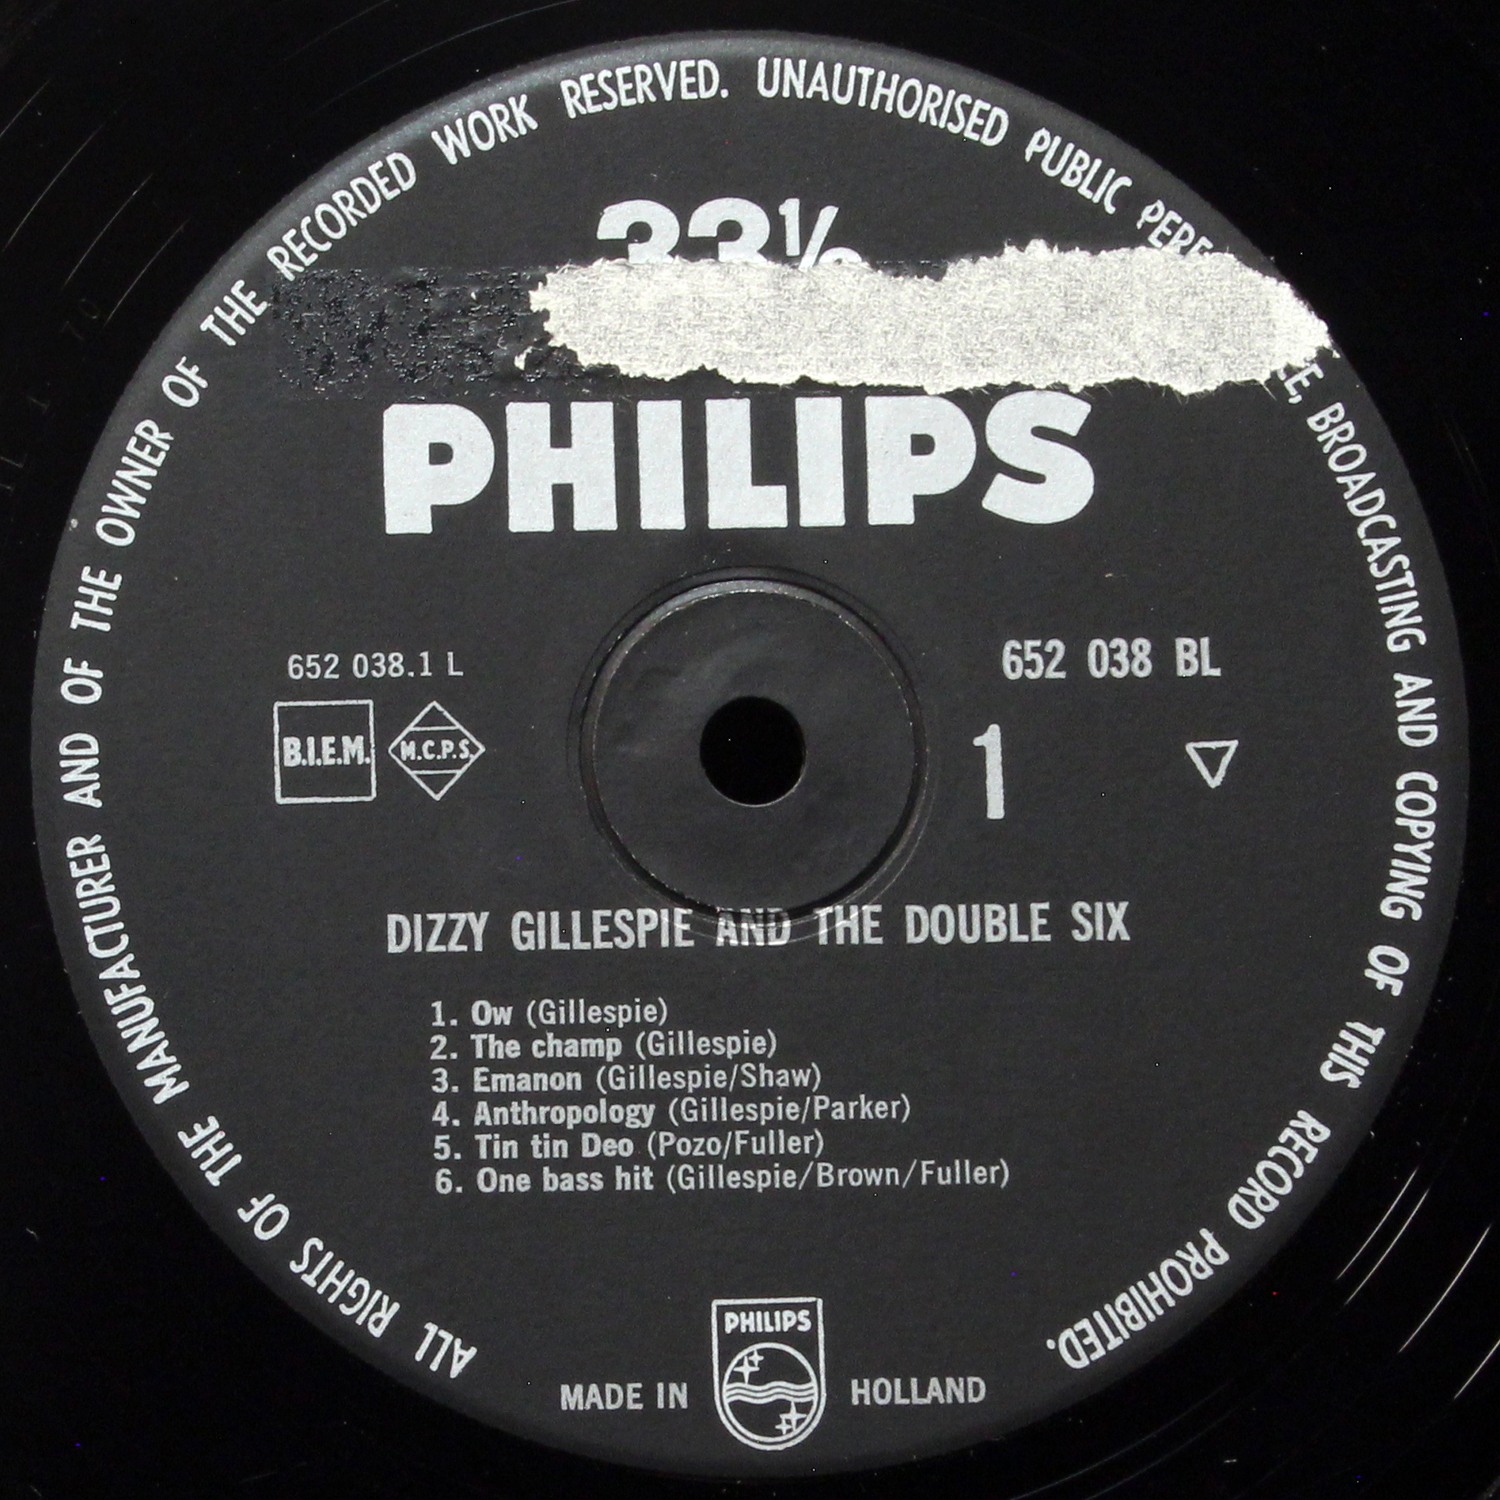 ALL RIGHTS OF THE MANUFACTURER AND OF THE OWNER OF THE RECORDED WORK RESERVED. UNAUTHORISED PUBLIC BROADCASTING AND COPYING OF THIS RECORD PROHIBITED.
33⅓
PHILIPS
652 038.1 L
652 038 BL
B.I.E.M.
M.C.P.S.
1
DIZZY GILLESPIE AND THE DOUBLE SIX
1. Ow (Gillespie)
2. The champ (Gillespie)
3. Emanon (Gillespie/Shaw)
4. Anthropology (Gillespie/Parker)
5. Tin tin Deo (Pozo/Fuller)
6. One bass hit (Gillespie/Brown/Fuller)
PHILIPS
MADE IN HOLLAND